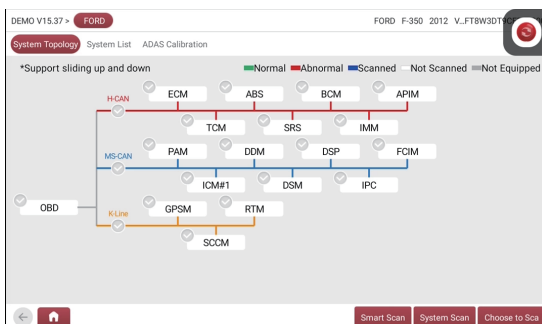 DEMO V15.37 > FORD FORD F-350 2012 V...FT8W3DT9C
System Topology System List ADAS Calibration
*Support sliding up and down Normal Abnormal Scanned Not Scanned Not Equipped
H-CAN ECM ABS BCM APIM
TCM SRS IMM
MS-CAN PAM DDM DSP FCIM
ICM#1 DSM IPC
OBD K-Line GPSM RTM
SCCM
Smart Scan System Scan Choose to Sca